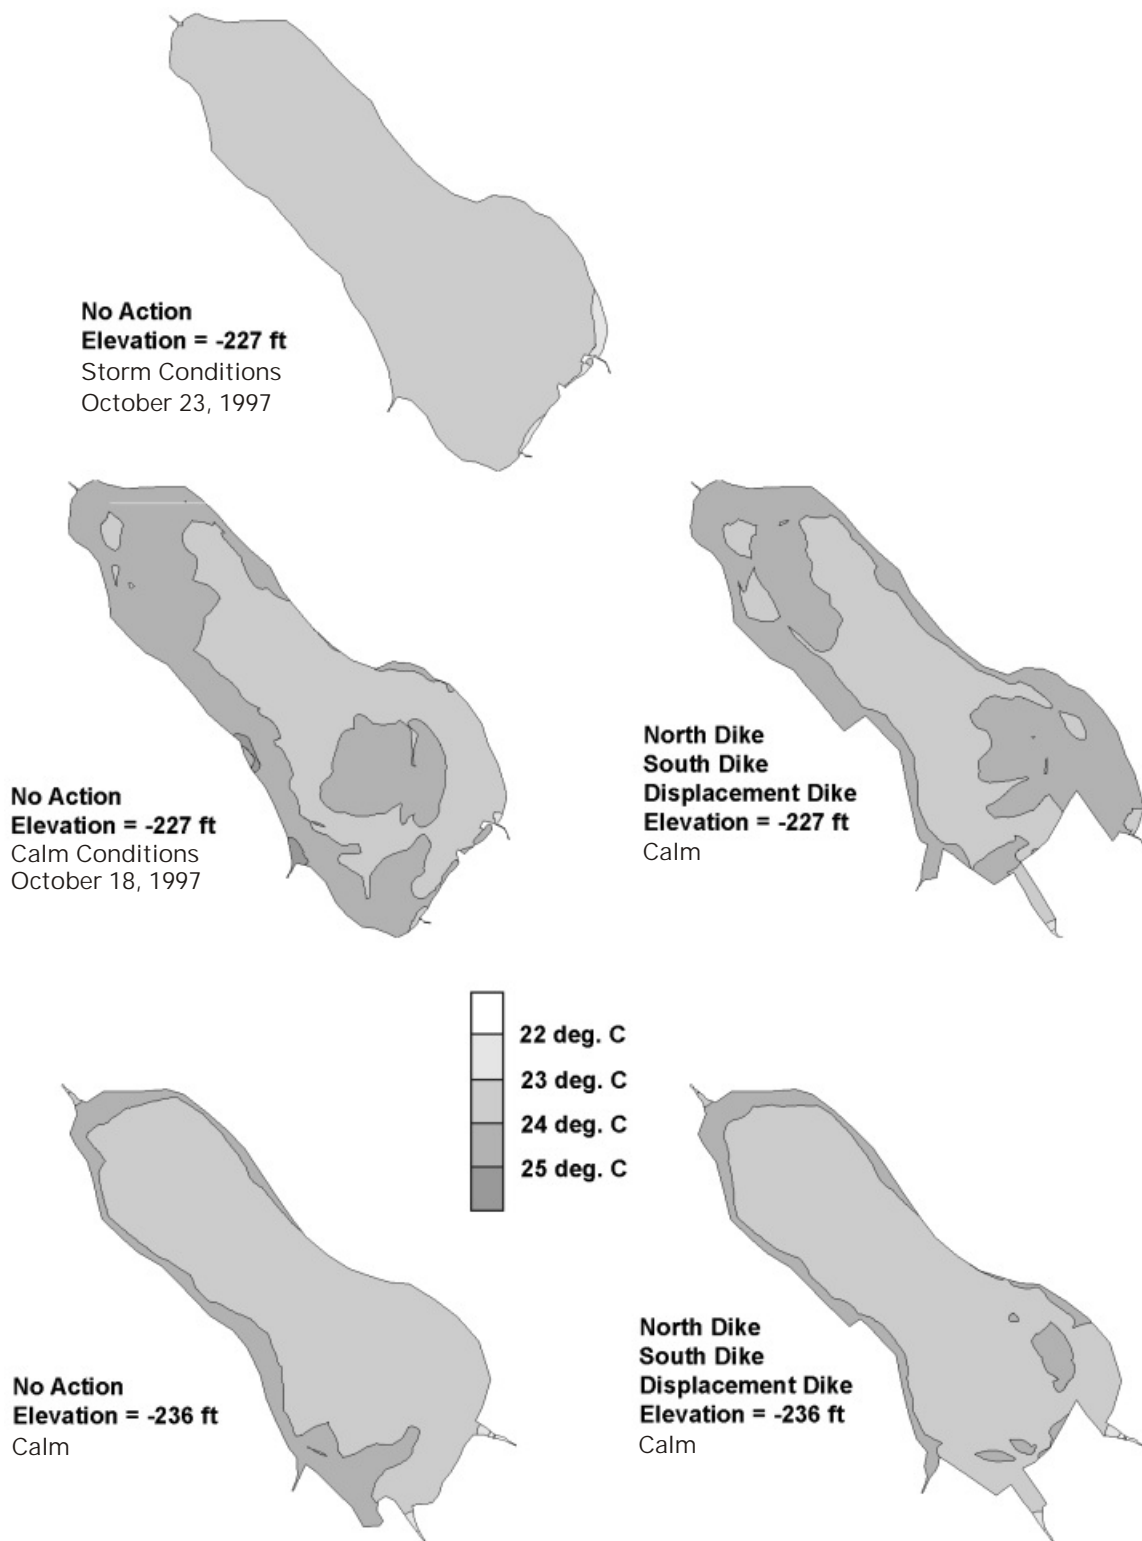 No Action
Elevation = -227 ft
Storm Conditions
October 23, 1997
No Action
Elevation = -227 ft
Calm Conditions
October 18, 1997
North Dike
South Dike
Displacement Dike
Elevation = -227 ft
Calm
22 deg. C
23 deg. C
24 deg. C
25 deg. C
No Action
Elevation = -236 ft
Calm
North Dike
South Dike
Displacement Dike
Elevation = -236 ft
Calm